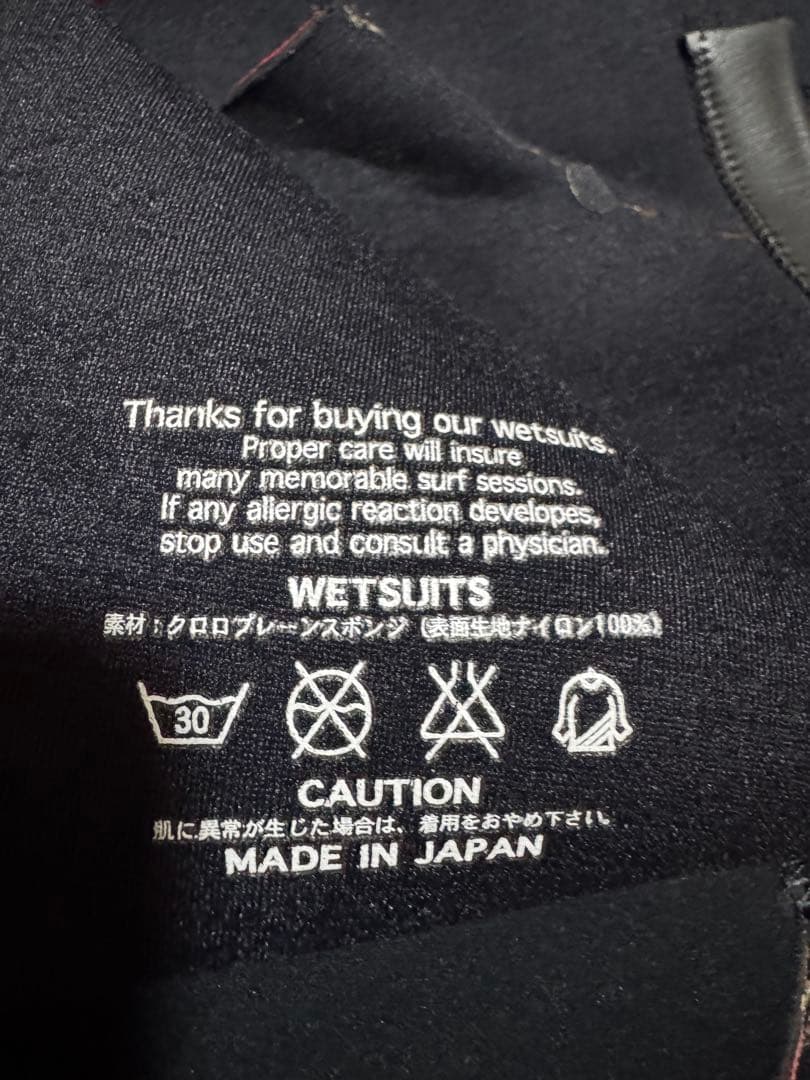 Thanks for buying our wetsuits.
Proper care will insure
many memorable surf sessions.
If any allergic reaction developes,
stop use and consult a physician.
WETSUITS
素材:クロロプレーンスポンジ(表面生地ナイロン100%)
30
CAUTION
肌に異常が生じた場合は、着用をおやめ下さい。
MADE IN JAPAN